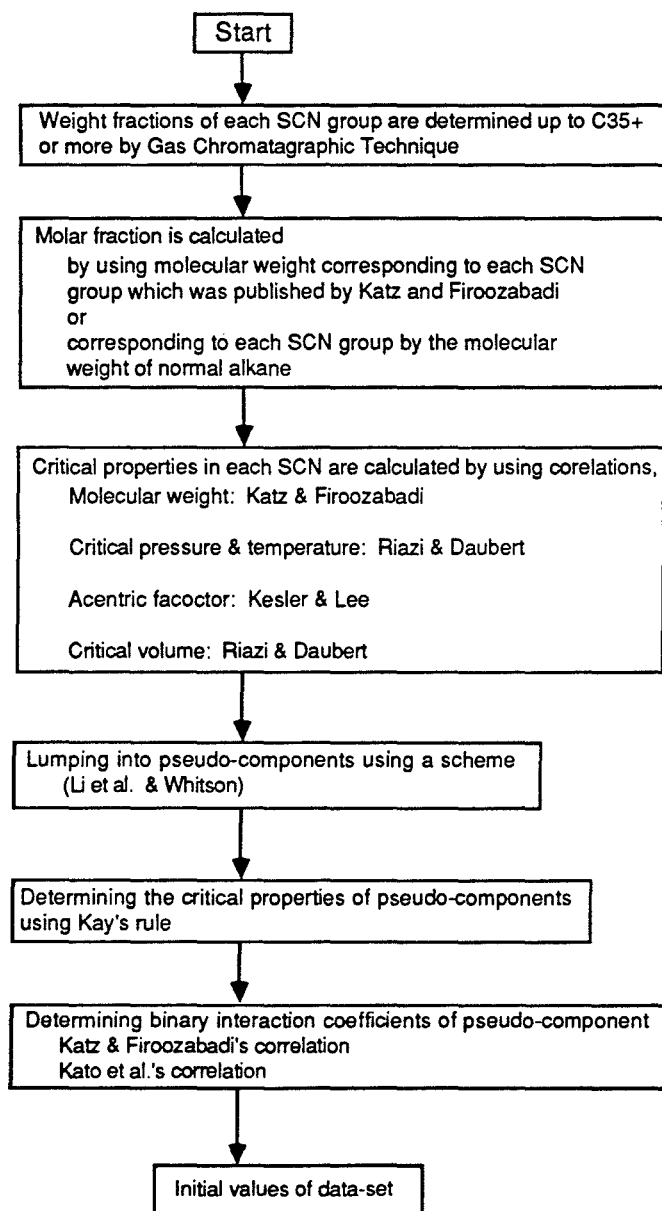 Start
Weight fractions of each SCN group are determined up to C35+
or more by Gas Chromatagraphic Technique
Molar fraction is calculated
by using molecular weight corresponding to each SCN
group which was published by Katz and Firoozabadi
or
corresponding to each SCN group by the molecular
weight of normal alkane
Critical properties in each SCN are calculated by using corelations,
Molecular weight: Katz & Firoozabadi
Critical pressure & temperature: Riazi & Daubert
Acentric facoctor: Kesler & Lee
Critical volume: Riazi & Daubert
Lumping into pseudo-components using a scheme
(Li et al. & Whitson)
Determining the critical properties of pseudo-components
using Kay's rule
Determining binary interaction coefficients of pseudo-component
Katz & Firoozabadi's correlation
Kato et al.'s correlation
Initial values of data-set